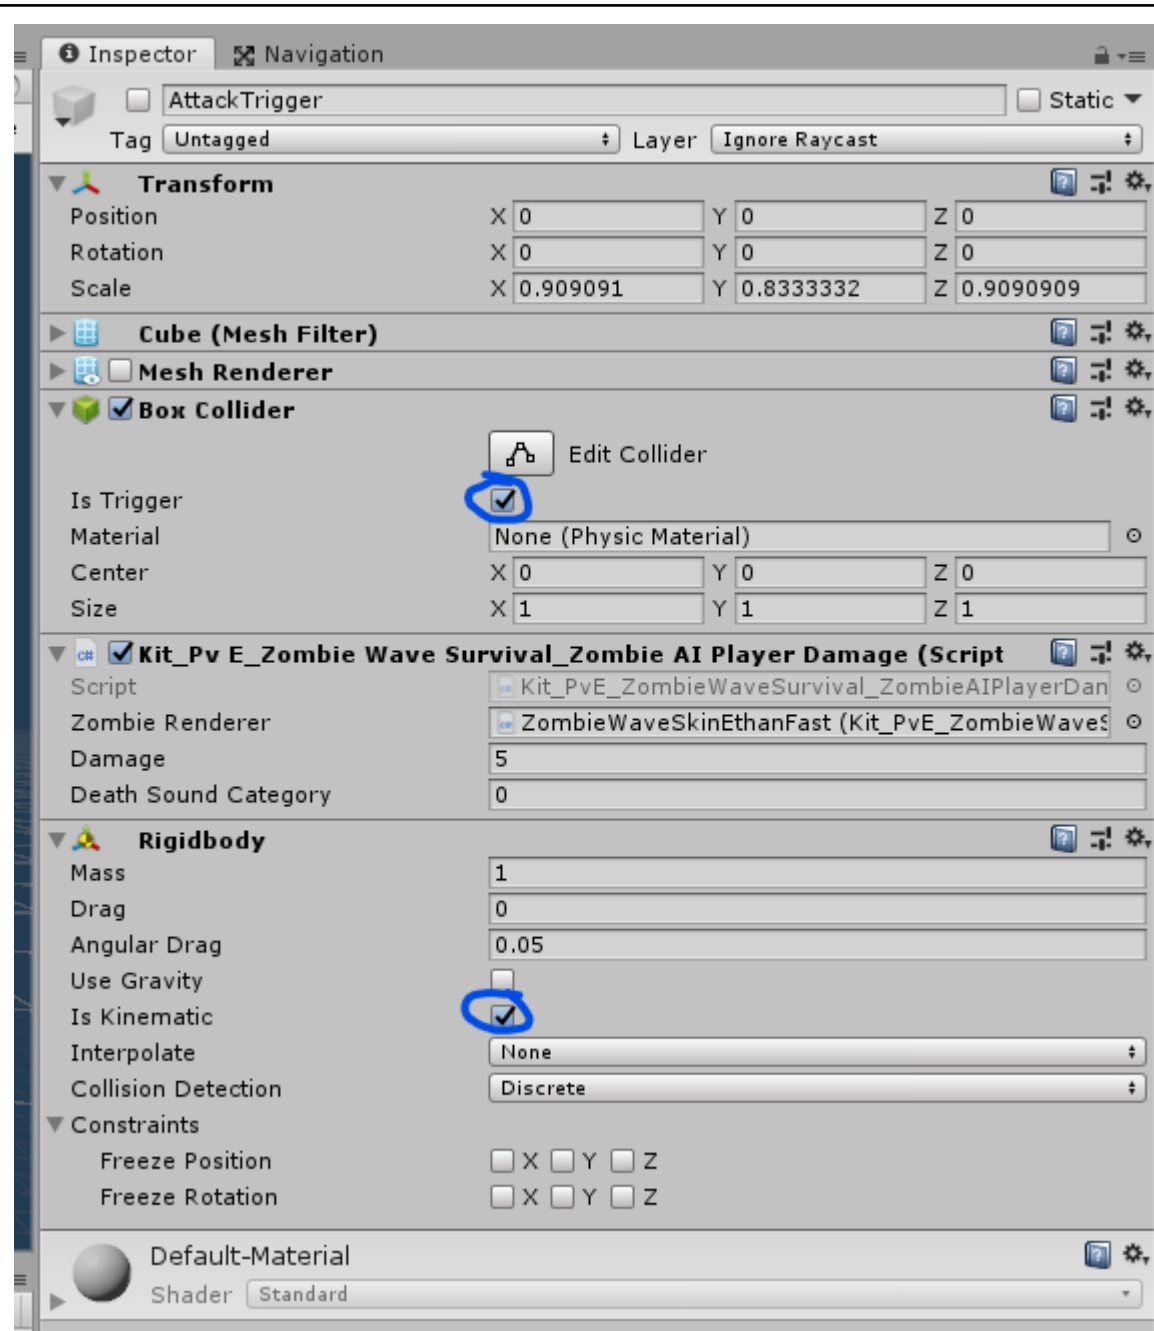 Inspector Navigation
AttackTrigger Static
Tag Untagged Layer Ignore Raycast
Transform
Position X 0 Y 0 Z 0
Rotation X 0 Y 0 Z 0
Scale X 0.909091 Y 0.8333332 Z 0.9090909
Cube (Mesh Filter)
Mesh Renderer
Box Collider
Edit Collider
Is Trigger
Material None (Physic Material)
Center X 0 Y 0 Z 0
Size X 1 Y 1 Z 1
C# Kit_Pv E_Zombie Wave Survival_Zombie AI Player Damage (Script
Script Kit_PvE_ZombieWaveSurvival_ZombieAIPlayerDan
Zombie Renderer ZombieWaveSkinEthanFast (Kit_PvE_ZombieWaveS
Damage 5
Death Sound Category 0
Rigidbody
Mass 1
Drag 0
Angular Drag 0.05
Use Gravity
Is Kinematic
Interpolate None
Collision Detection Discrete
Constraints
Freeze Position X Y Z
Freeze Rotation X Y Z
Default-Material
Shader Standard